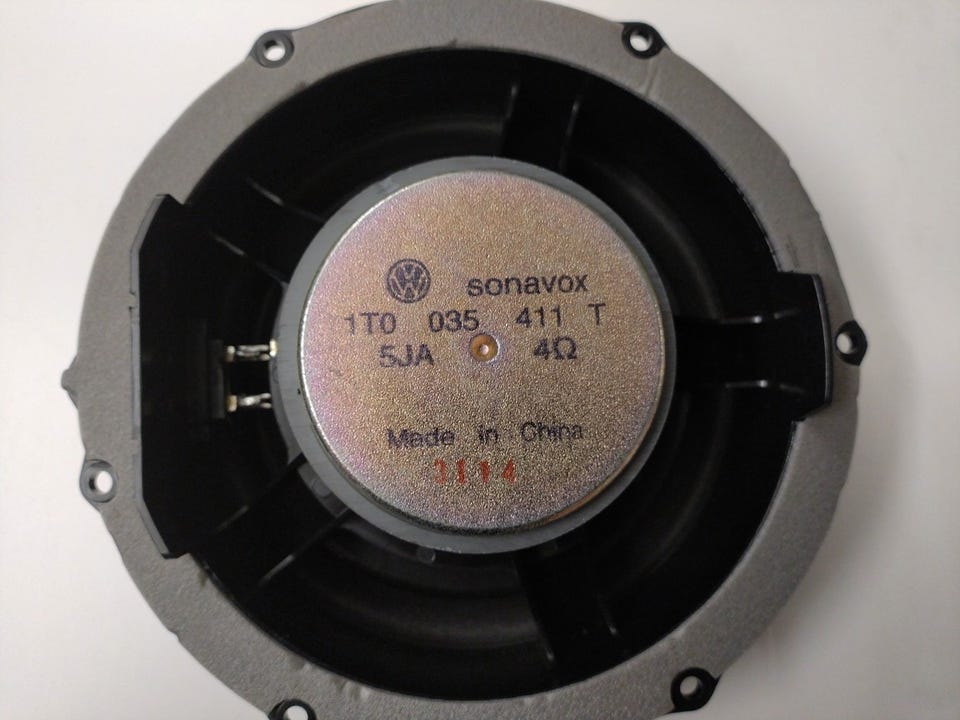 sonavox
1T0 035 411 T
5JA 4Ω
Made in China
3114